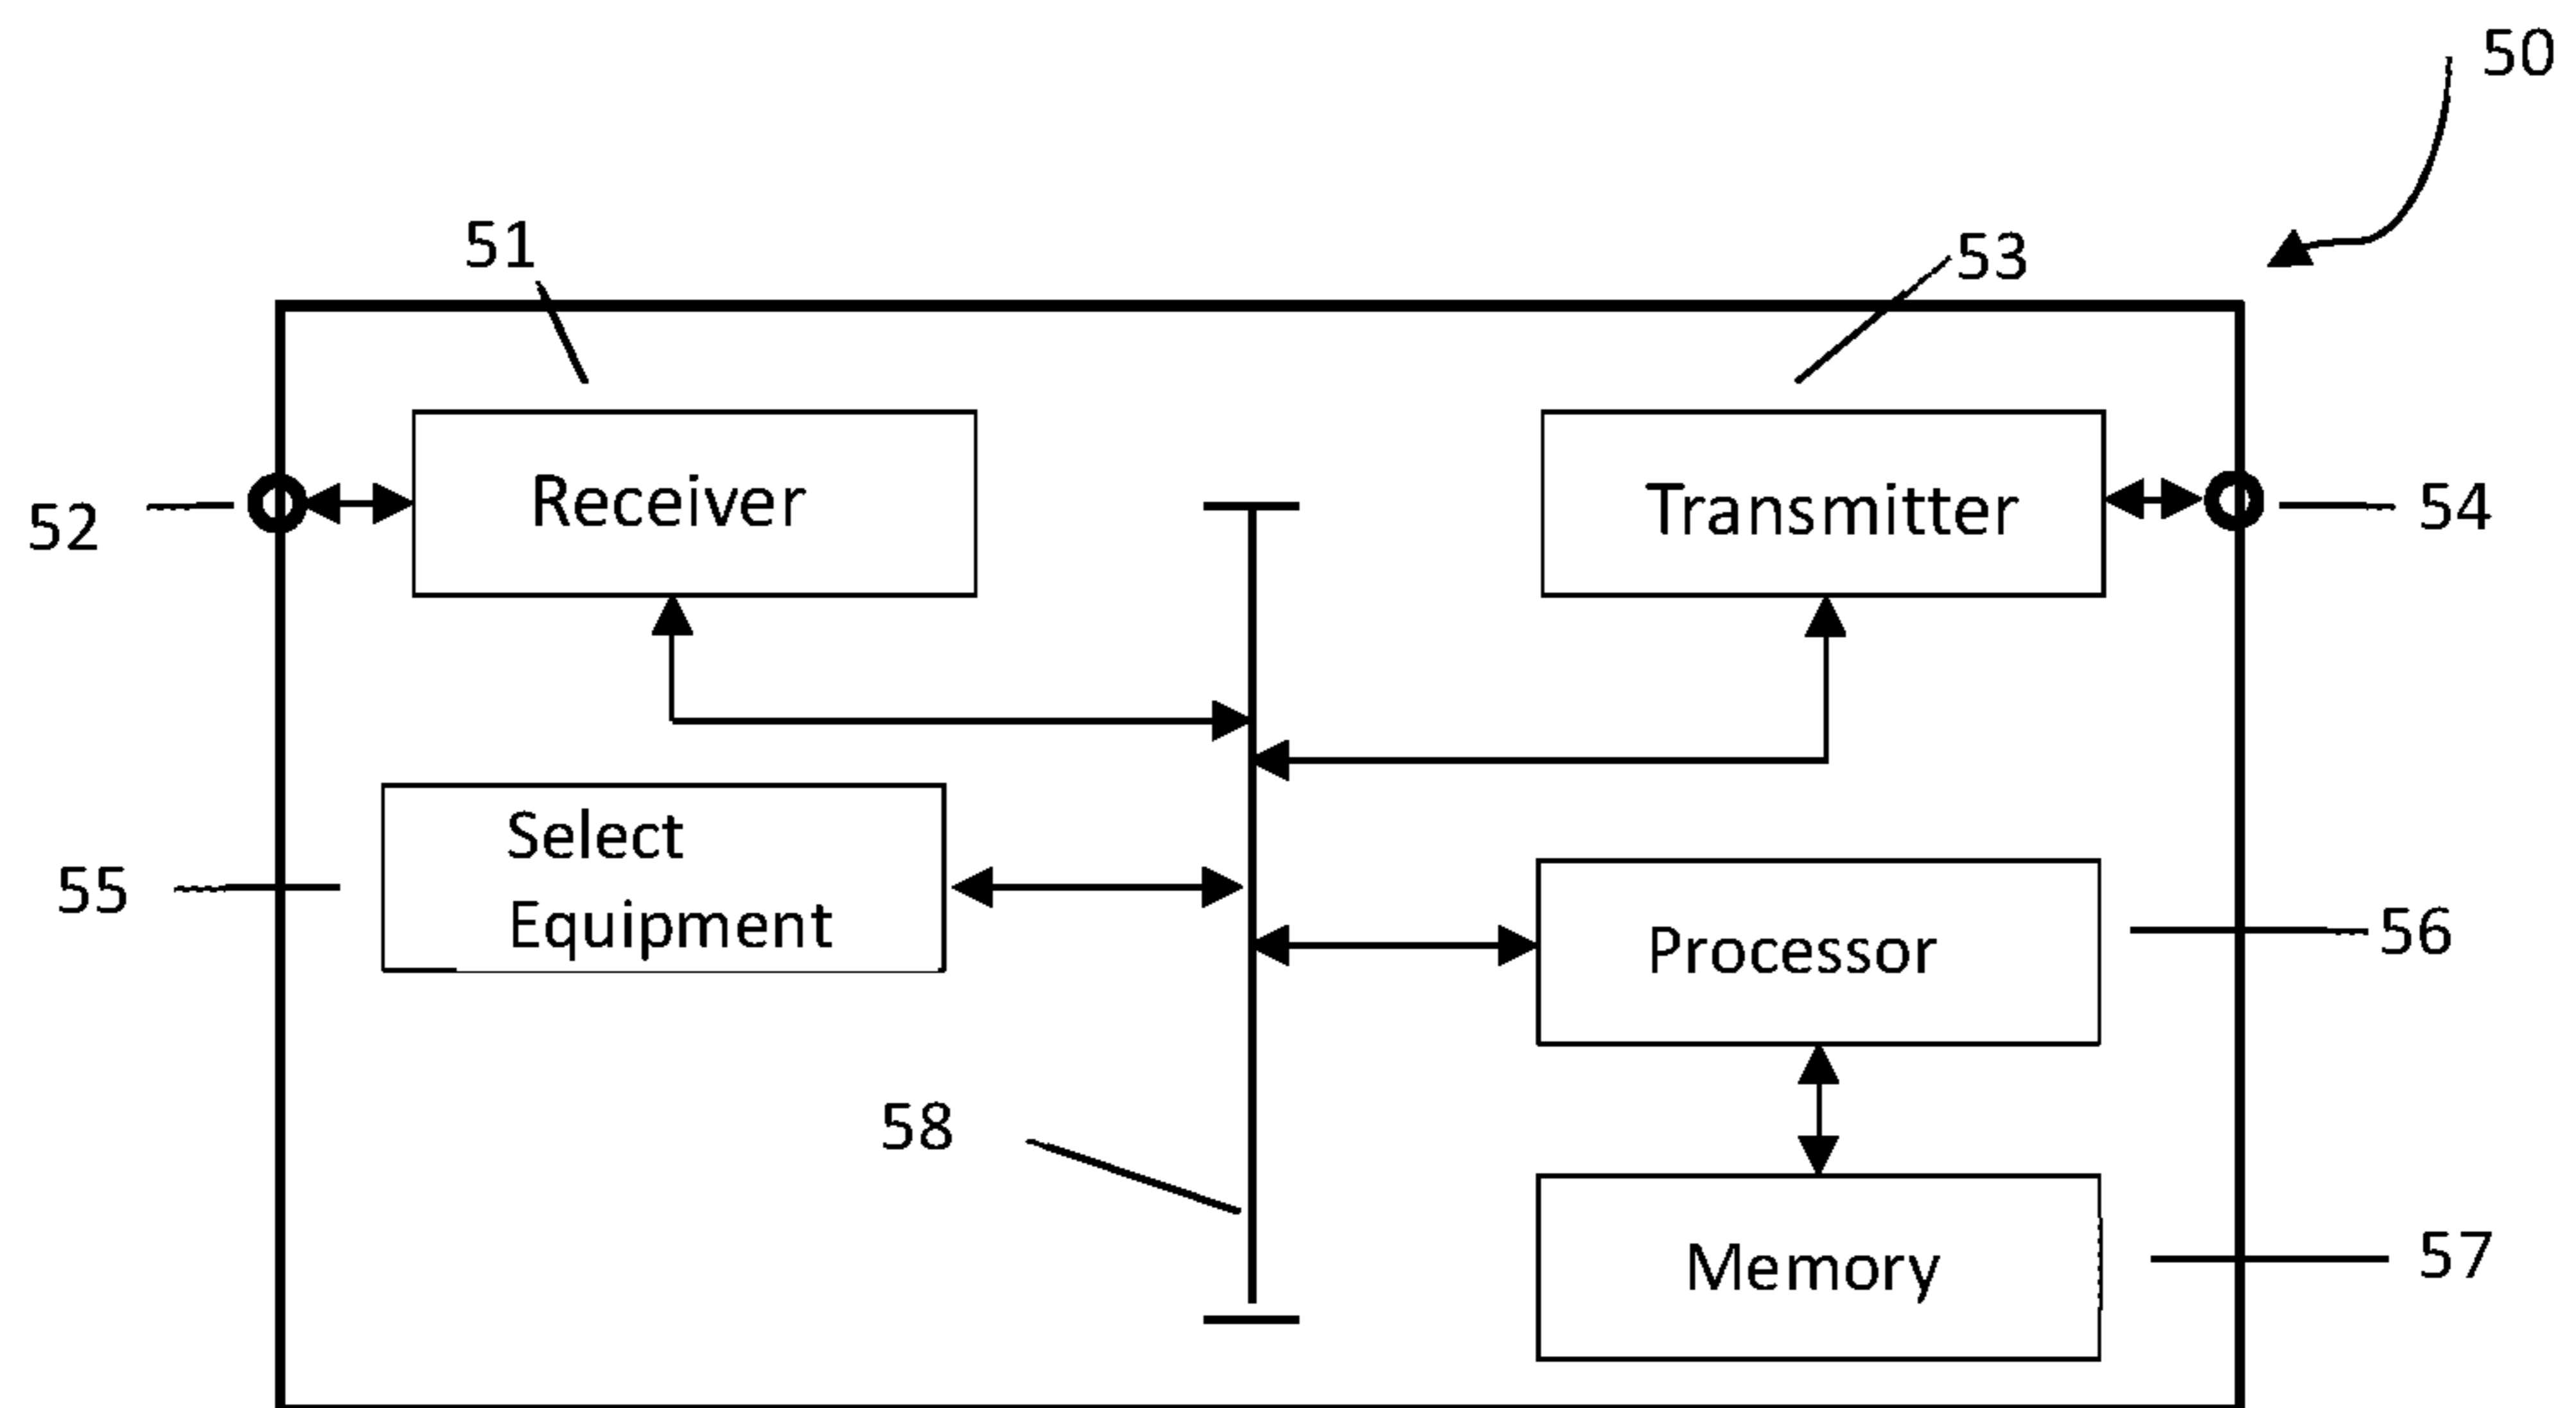 50
51
53
Receiver
Transmitter
52
54
Select
Equipment
55
Processor
56
58
Memory
57